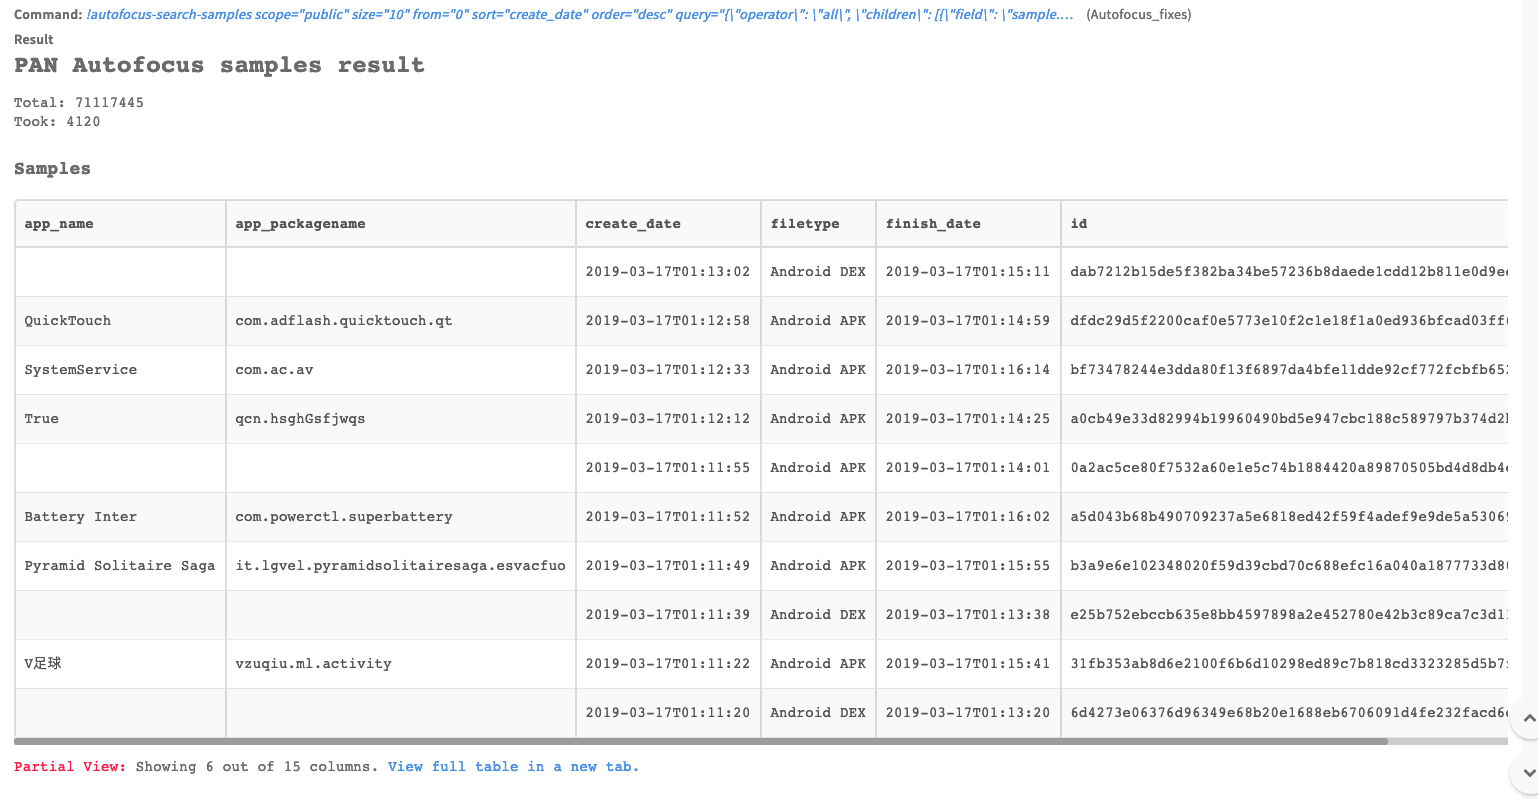 Command: !autofocus-search-samples scope="public" size="10" from="0" sort="create_date" order="desc" query="{\"operator\": \"all\", \"children\": [{\"field\": \"sample.... (Autofocus_fixes)
Result
PAN Autofocus samples result
Total: 71117445
Took: 4120
Samples
app_name app_packagename create_date filetype finish_date id
2019-03-17T01:13:02 Android DEX 2019-03-17T01:15:11 dab7212b15de5f382ba34be57236b8daede1cdd12b811e0d9e
QuickTouch com.adflash.quicktouch.qt 2019-03-17T01:12:58 Android APK 2019-03-17T01:14:59 dfdc29d5f2200caf0e5773e10f2c1e18f1a0ed936bfcad03ff
SystemService com.ac.av 2019-03-17T01:12:33 Android APK 2019-03-17T01:16:14 bf73478244e3dda80f13f6897da4bfe11dde92cf772fcbfb65
True qcn.hsghGsfjwqs 2019-03-17T01:12:12 Android APK 2019-03-17T01:14:25 a0cb49e33d82994b19960490bd5e947cbc188c589797b374d2
2019-03-17T01:11:55 Android APK 2019-03-17T01:14:01 0a2ac5ce80f7532a60e1e5c74b1884420a89870505bd4d8db4
Battery Inter com.powerctl.superbattery 2019-03-17T01:11:52 Android APK 2019-03-17T01:16:02 a5d043b68b490709237a5e6818ed42f59f4adef9e9de5a5306
Pyramid Solitaire Saga it.lgvel.pyramidsolitairesaga.esvacfuo 2019-03-17T01:11:49 Android APK 2019-03-17T01:15:55 b3a9e6e102348020f59d39cbd70c688efc16a040a1877733d8
2019-03-17T01:11:39 Android DEX 2019-03-17T01:13:38 e25b752ebccb635e8bb4597898a2e452780e42b3c89ca7c3d1
V足球 vzuqiu.ml.activity 2019-03-17T01:11:22 Android APK 2019-03-17T01:15:41 31fb353ab8d6e2100f6b6d10298ed89c7b818cd3323285d5b7
2019-03-17T01:11:20 Android DEX 2019-03-17T01:13:20 6d4273e06376d96349e68b20e1688eb6706091d4fe232facd6
Partial View: Showing 6 out of 15 columns. View full table in a new tab.